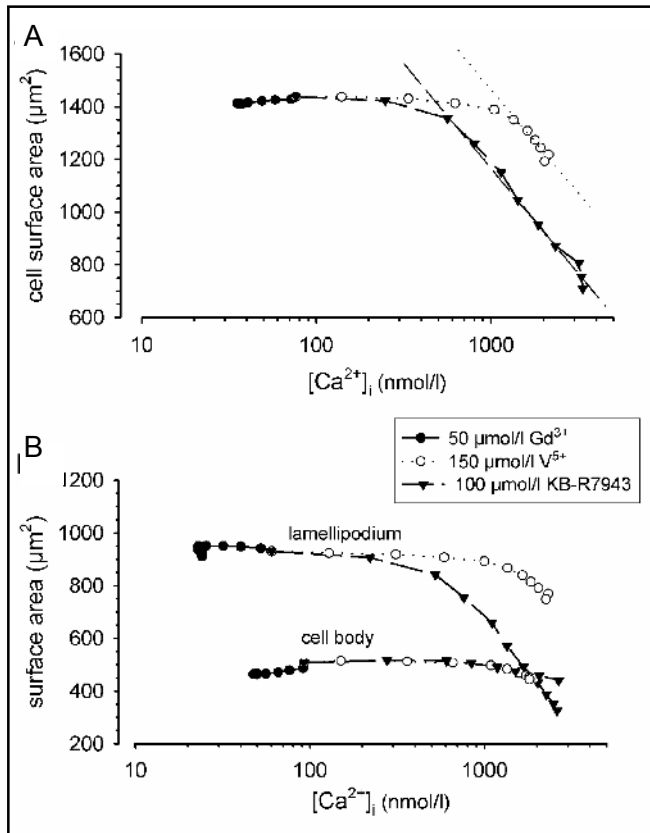 A
1600
1400
1200
1000
800
600
cell surface area (µm²)
10 100 1000
[Ca²⁺]ᵢ (nmol/l)
B
50 µmol/l Gd³⁺
150 µmol/l V⁵⁺
100 µmol/l KB-R7943
1200
1000
800
600
400
200
surface area (µm²)
lamellipodium
cell body
10 100 1000
[Ca²⁻]ᵢ (nmol/l)